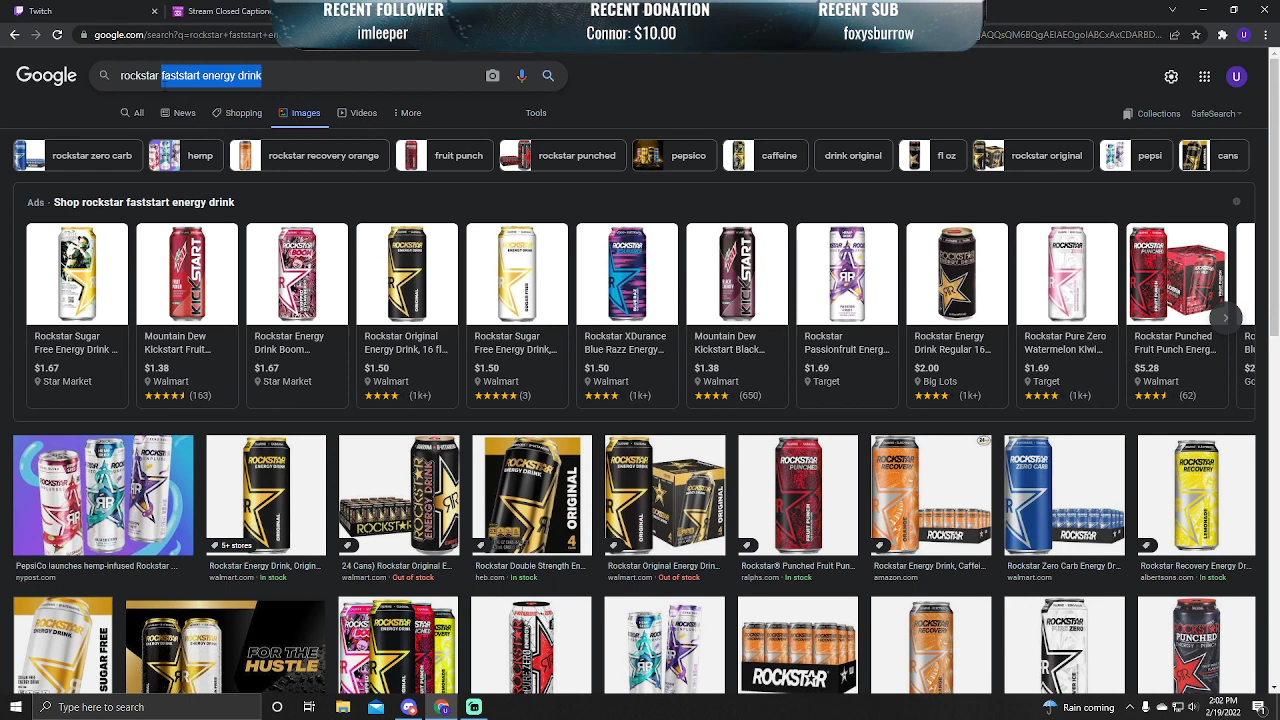 Twitch
Stream Closed Caption
RECENT FOLLOWER
imleeper
RECENT DONATION
Connor: $10.00
RECENT SUB
foxysburrow
google.com/search?q=rockstar+faststart+en
Google
rockstar faststart energy drink
U
All
News
Shopping
Images
Videos
More
Tools
Collections
SafeSearch
rockstar zero carb
hemp
rockstar recovery orange
fruit punch
rockstar punched
pepsico
caffeine
drink original
fl oz
rockstar original
pepsi
Ads · Shop rockstar faststart energy drink
Rockstar Sugar
Free Energy Drink ...
$1.67
Star Market
Mountain Dew
Kickstart Fruit...
$1.38
Walmart
(163)
Rockstar Energy
Drink Boom...
$1.67
Star Market
Rockstar Original
Energy Drink, 16 fl...
$1.50
Walmart
(1k+)
Rockstar Sugar
Free Energy Drink,...
$1.50
Walmart
(3)
Rockstar XDurance
Blue Razz Energy...
$1.50
Walmart
(1k+)
Mountain Dew
Kickstart Black...
$1.38
Walmart
(650)
Rockstar
Passionfruit Energ...
$1.69
Target
Rockstar Energy
Drink Regular 16...
$2.00
Big Lots
(1k+)
Rockstar Pure Zero
Watermelon Kiwi...
$1.69
Target
(1k+)
Rockstar Punched
Fruit Punch Energ...
$5.28
Walmart
(62)
5+ stores
24ct
PepsiCo launches hemp-infused Rockstar ...
nypost.com
Rockstar Energy Drink, Origin...
walmart.com · In stock
(24 Cans) Rockstar Original E...
walmart.com · Out of stock
Rockstar Double Strength En...
heb.com · In stock
Rockstar Original Energy Drin...
walmart.com · Out of stock
Rockstar® Punched Fruit Pun...
ralphs.com · In stock
Rockstar Energy Drink, Caffei...
amazon.com
Rockstar Zero Carb Energy Dr...
walmart.com · In stock
Rockstar Recovery Energy Dr...
albertsons.com · In stock
ENERGY DRINK
SUGAR FREE
FOR THE
HUSTLE
ROCKSTAR
Type here to search
Rain coming
2:02 PM
2/19/2022